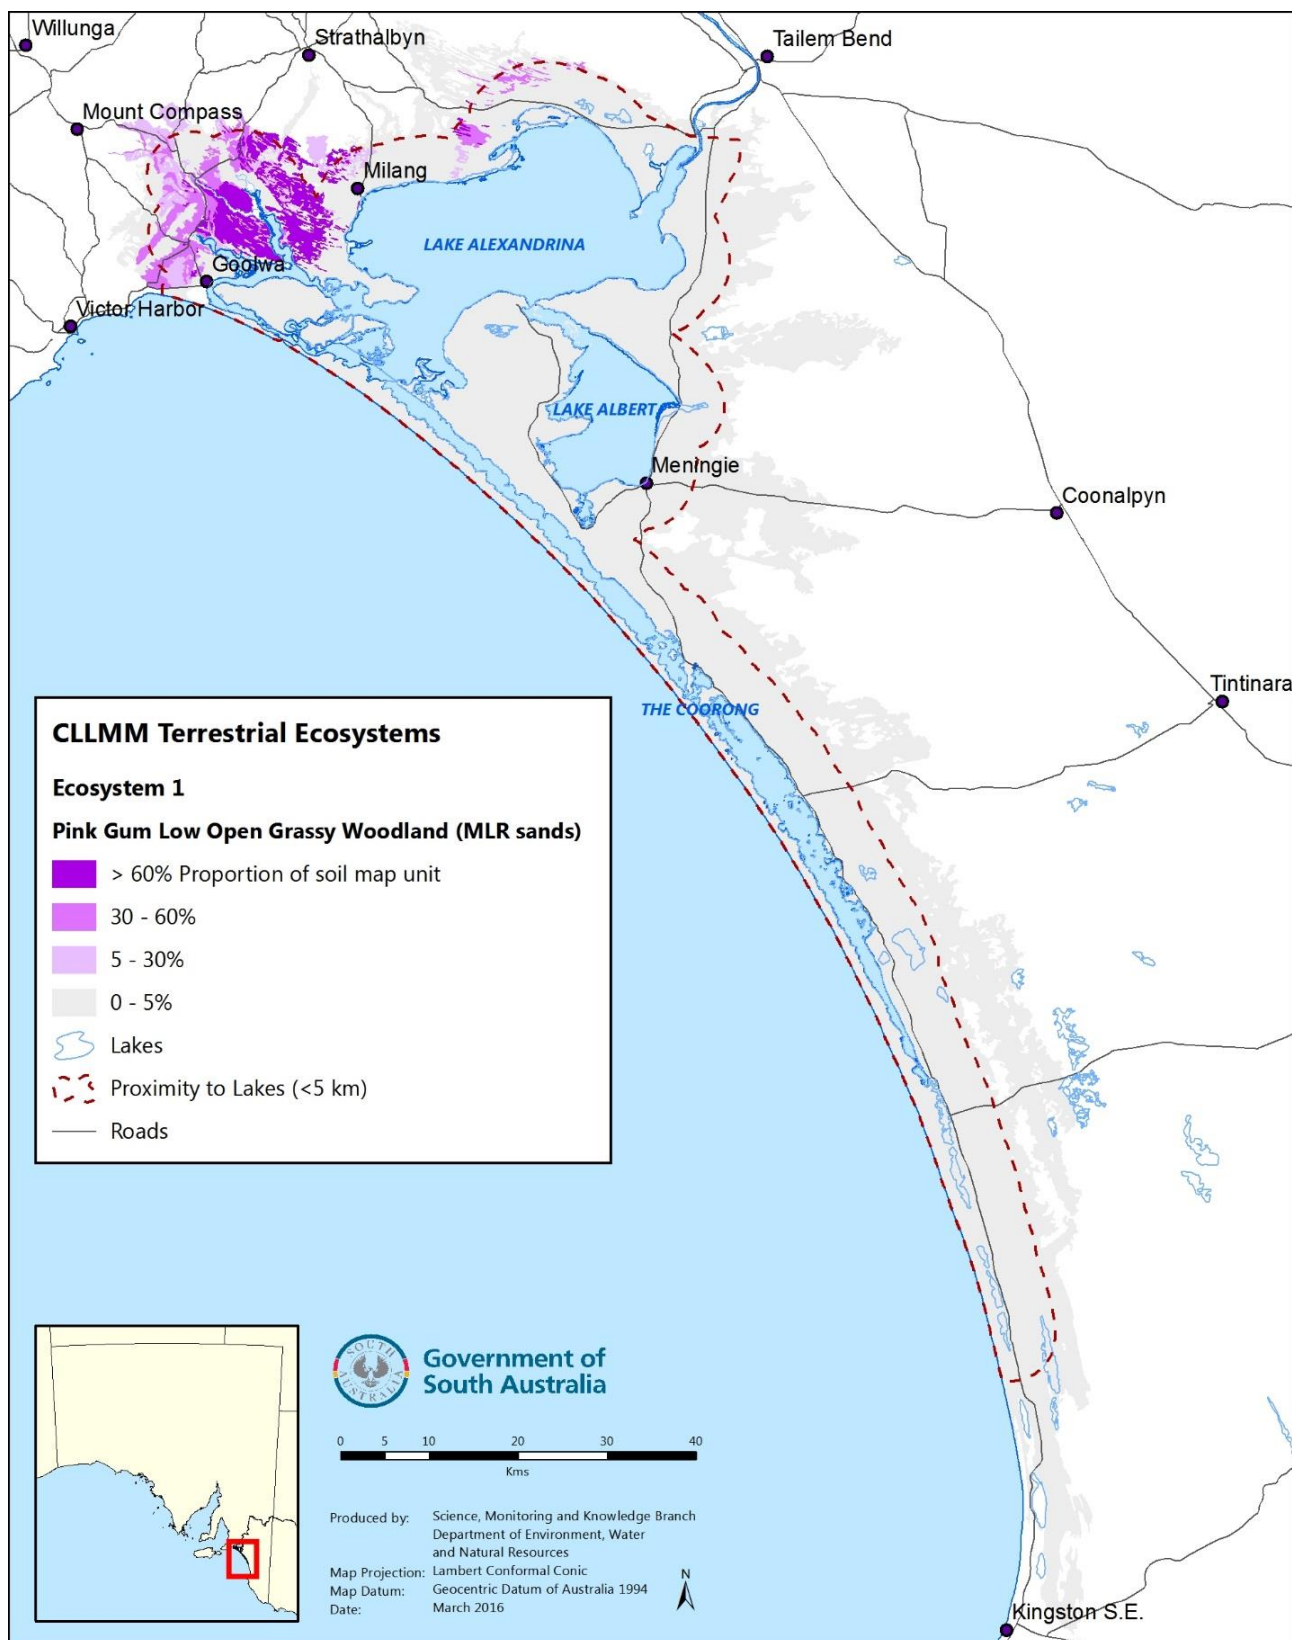 Willunga
Strathalbyn
Tailem Bend
Mount Compass
Milang
LAKE ALEXANDRINA
Goolwa
Victor Harbor
LAKE ALBERT
Meningie
Coonalpyn
Tintinara
THE COORONG
CLLMM Terrestrial Ecosystems
Ecosystem 1
Pink Gum Low Open Grassy Woodland (MLR sands)
> 60% Proportion of soil map unit
30 - 60%
5 - 30%
0 - 5%
Lakes
Proximity to Lakes (<5 km)
Roads
SOUTH
AUSTRALIA
Government of
South Australia
0 5 10 20 30 40
Kms
Produced by: Science, Monitoring and Knowledge Branch
Department of Environment, Water
and Natural Resources
Map Projection: Lambert Conformal Conic
Map Datum: Geocentric Datum of Australia 1994
Date: March 2016
N
Kingston S.E.